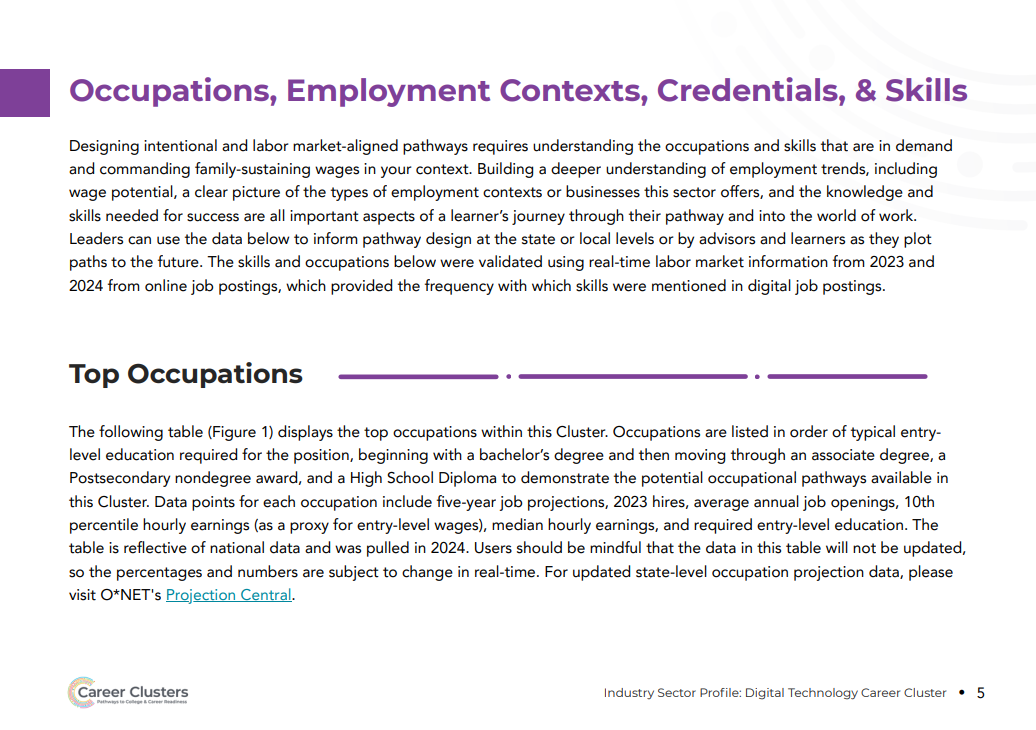 Occupations, Employment Contexts, Credentials, & Skills
Designing intentional and labor market-aligned pathways requires understanding the occupations and skills that are in demand
and commanding family-sustaining wages in your context. Building a deeper understanding of employment trends, including
wage potential, a clear picture of the types of employment contexts or businesses this sector offers, and the knowledge and
skills needed for success are all important aspects of a learner's journey through their pathway and into the world of work.
Leaders can use the data below to inform pathway design at the state or local levels or by advisors and learners as they plot
paths to the future. The skills and occupations below were validated using real-time labor market information from 2023 and
2024 from online job postings, which provided the frequency with which skills were mentioned in digital job postings.
Top Occupations
The following table (Figure 1) displays the top occupations within this Cluster. Occupations are listed in order of typical entry-
level education required for the position, beginning with a bachelor's degree and then moving through an associate degree, a
Postsecondary nondegree award, and a High School Diploma to demonstrate the potential occupational pathways available in
this Cluster. Data points for each occupation include five-year job projections, 2023 hires, average annual job openings, 10th
percentile hourly earnings (as a proxy for entry-level wages), median hourly earnings, and required entry-level education. The
table is reflective of national data and was pulled in 2024. Users should be mindful that the data in this table will not be updated,
so the percentages and numbers are subject to change in real-time. For updated state-level occupation projection data, please
visit O*NET's Projection Central.
Career Clusters
Pathways to College & Career Readiness
Industry Sector Profile: Digital Technology Career Cluster • 5